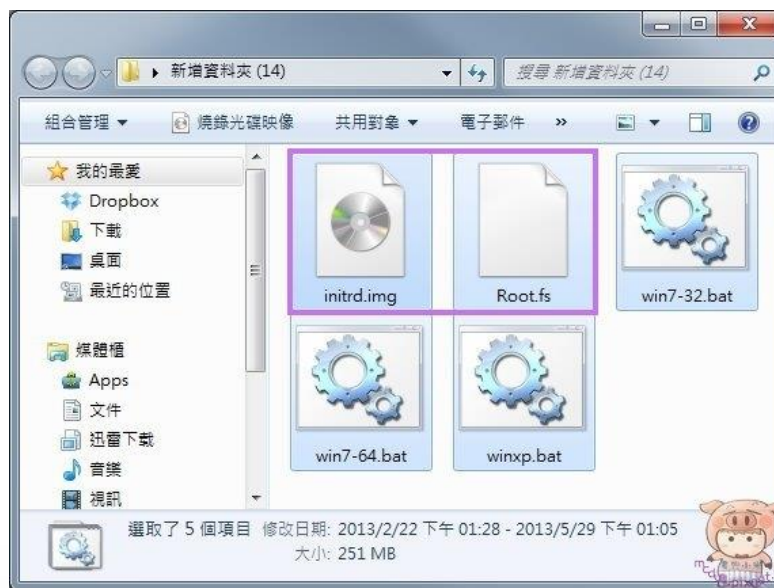 新增資料夾 (14)
搜尋 新增資料夾 (14)
組合管理
燒錄光碟映像
共用對象
電子郵件
»
我的最愛
Dropbox
下載
桌面
最近的位置
媒體櫃
Apps
文件
迅雷下載
音樂
視訊
initrd.img
Root.fs
win7-32.bat
win7-64.bat
winxp.bat
選取了 5 個項目 修改日期: 2013/2/22 下午 01:28 - 2013/5/29 下午 01:05
大小: 251 MB